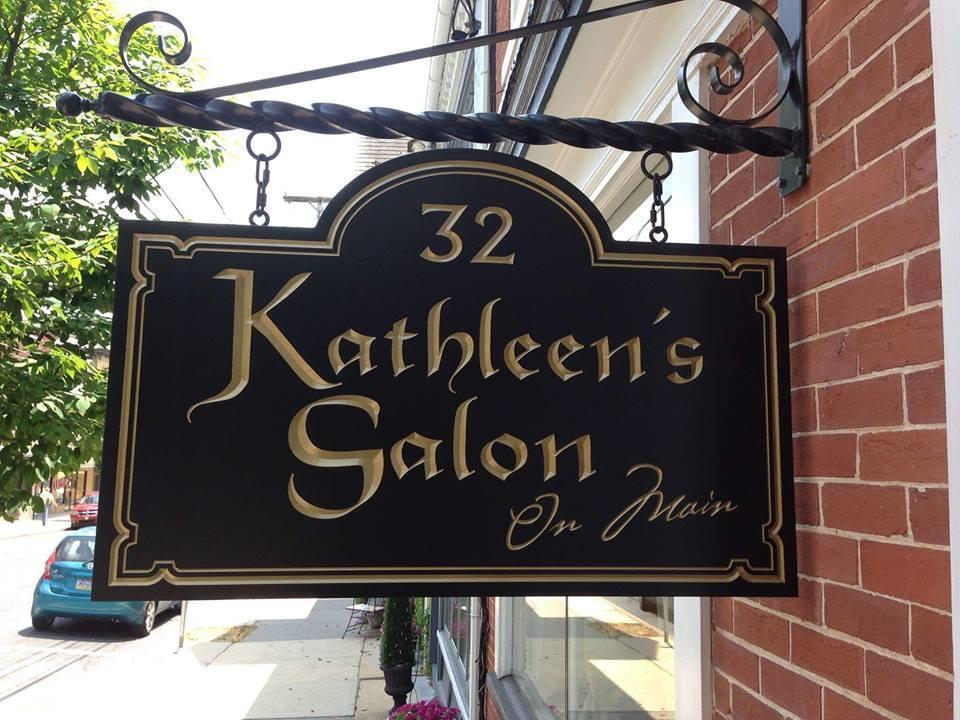 32
Kathleen's
Salon
On Main